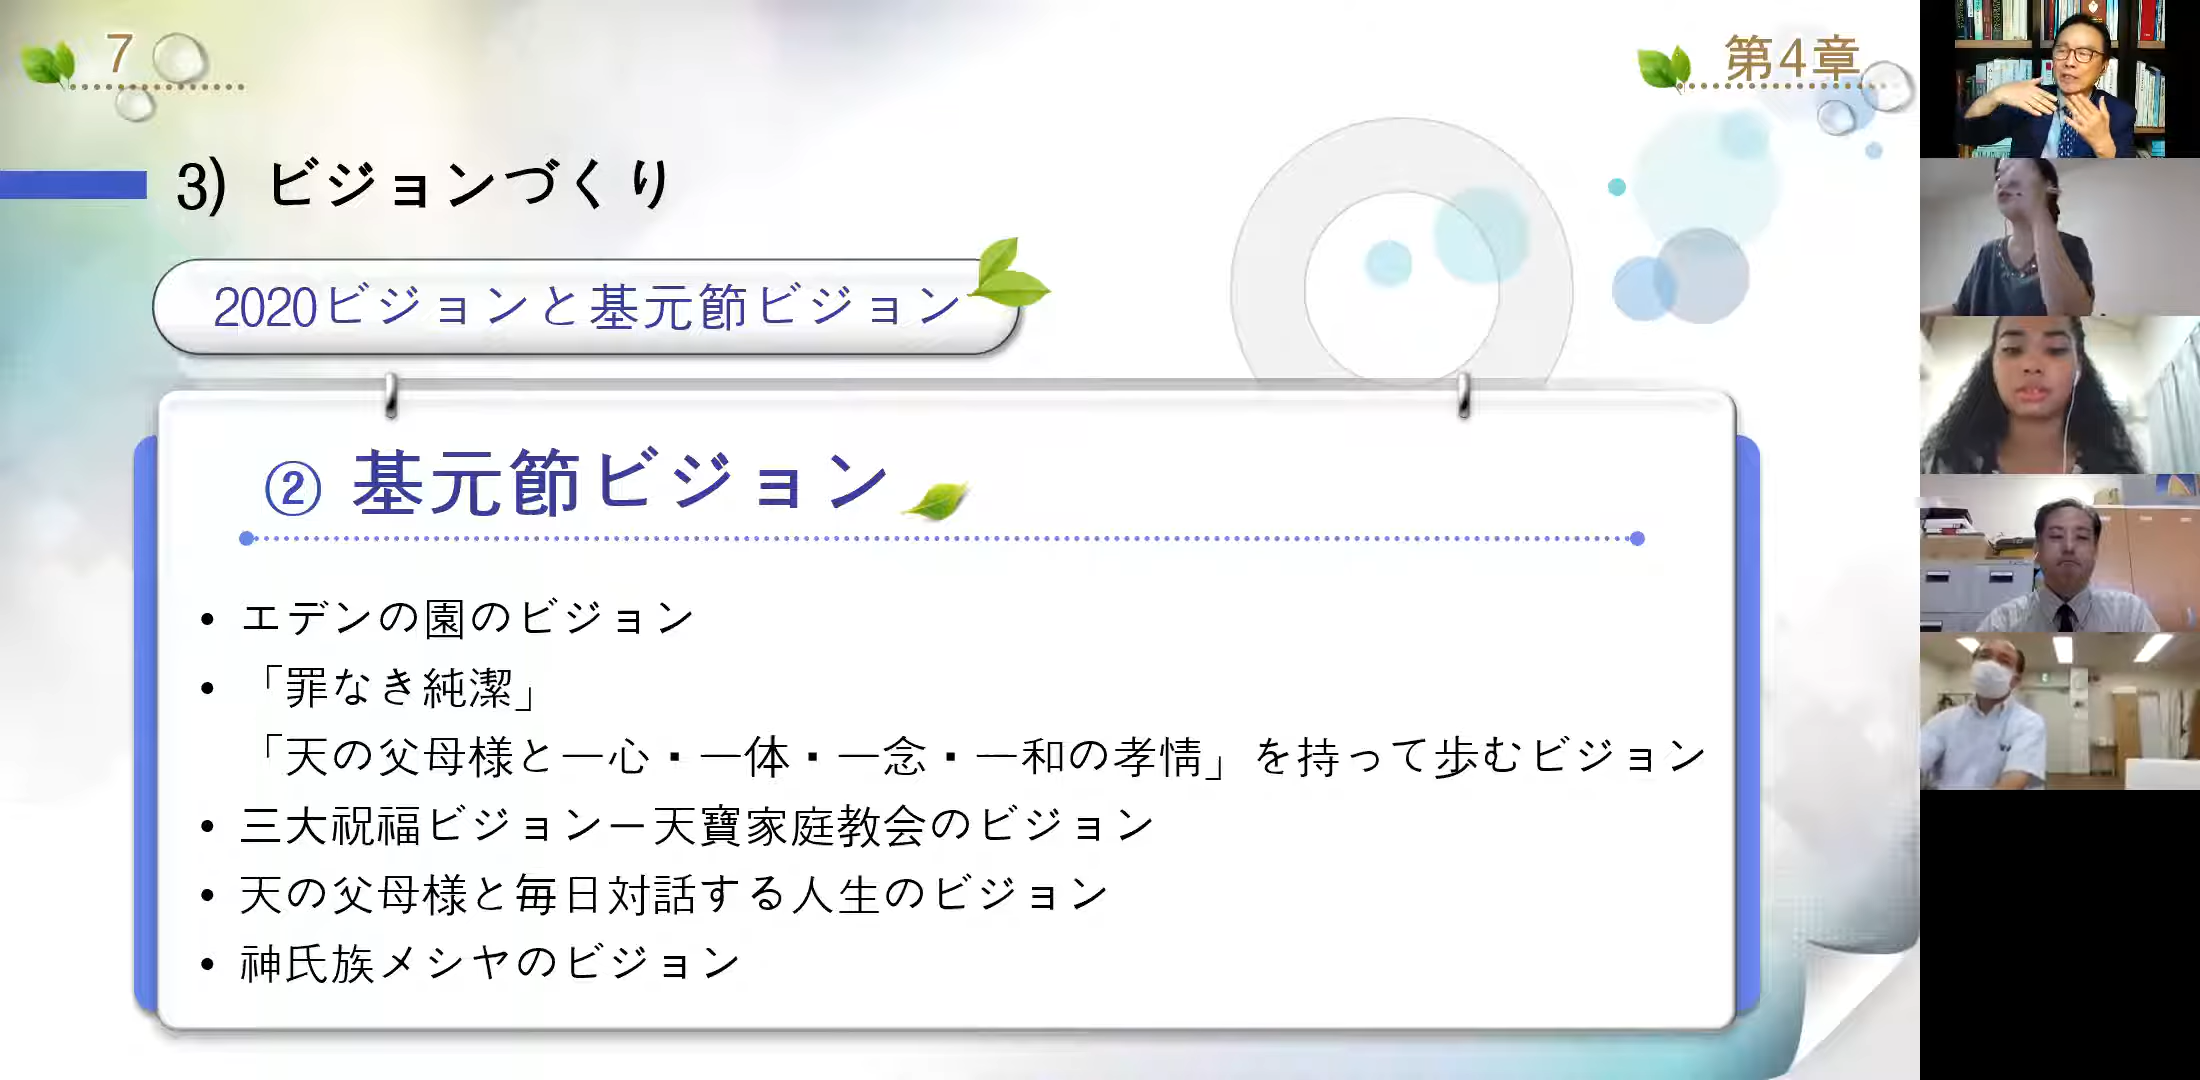 7
第4章
3) ビジョンづくり
2020ビジョンと基元節ビジョン
② 基元節ビジョン
• エデンの園のビジョン
• 「罪なき純潔」
「天の父母様と一心・一体・一念・一和の孝情」を持って歩むビジョン
• 三大祝福ビジョンー天寶家庭教会のビジョン
• 天の父母様と毎日対話する人生のビジョン
• 神氏族メシヤのビジョン